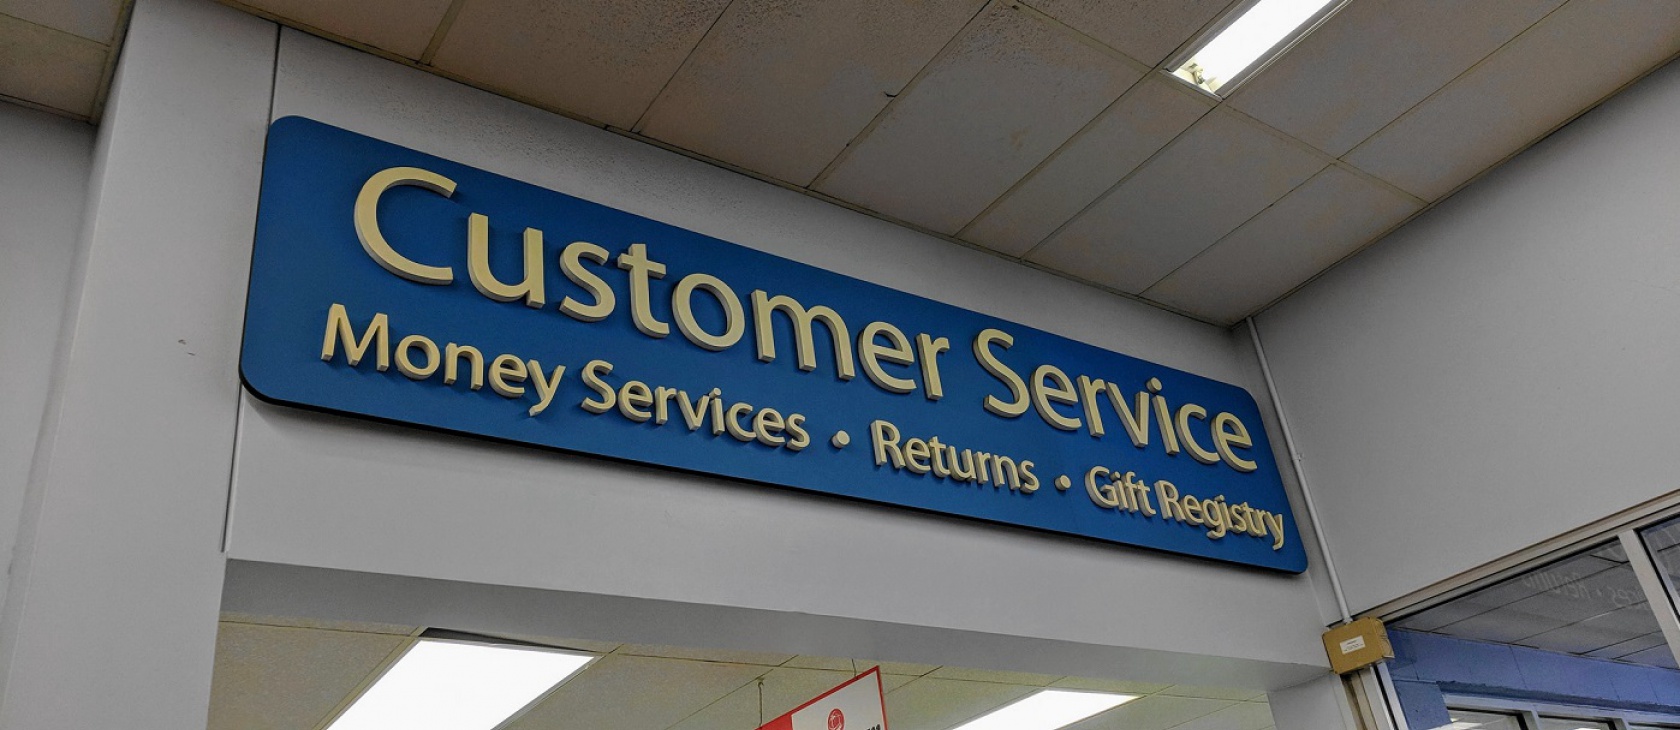 Customer Service
Money Services • Returns • Gift Registry